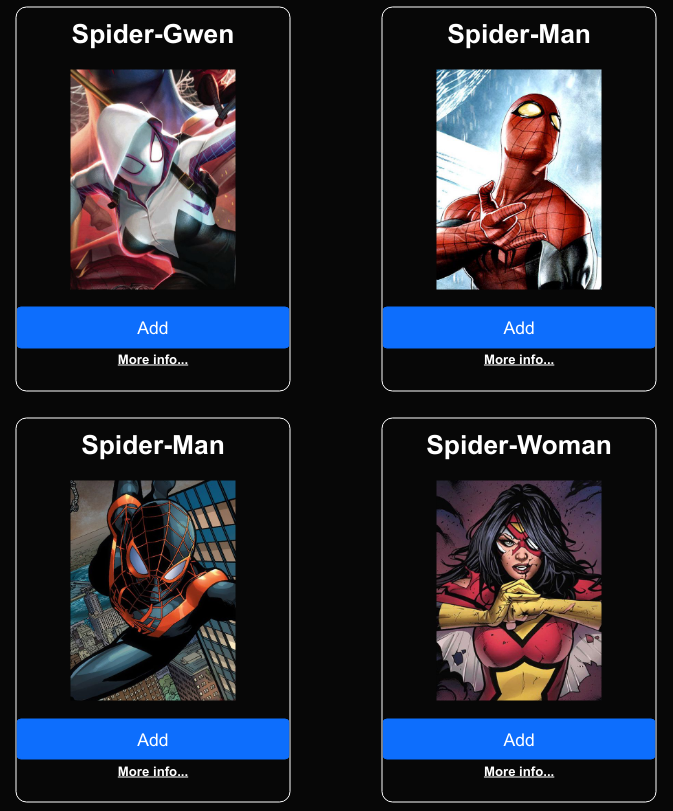 Spider-Gwen
Add
More info...
Spider-Man
Add
More info...
Spider-Man
Add
More info...
Spider-Woman
Add
More info...